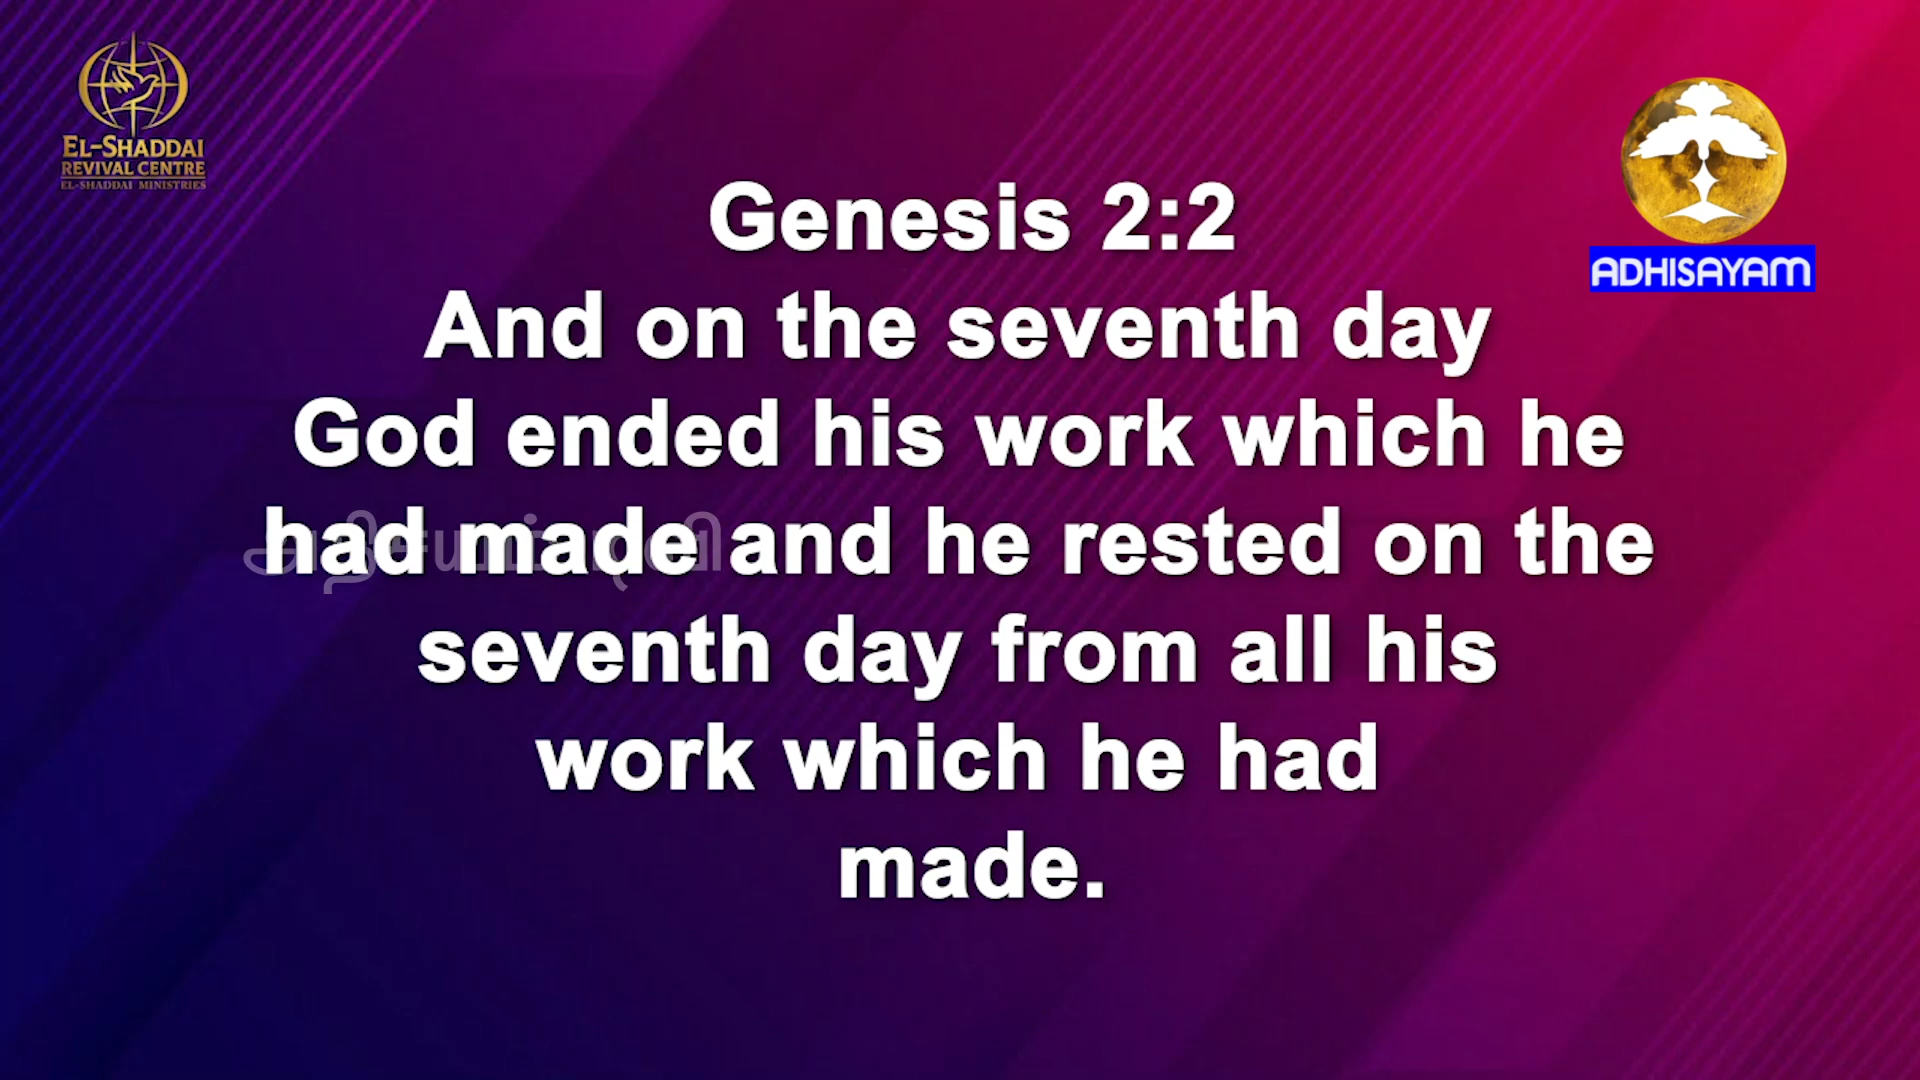 EL-SHADDAI
REVIVAL CENTRE
EL-SHADDAI MINISTRIES
ADHISAYAM
Genesis 2:2
And on the seventh day
God ended his work which he
had made and he rested on the
seventh day from all his
work which he had
made.